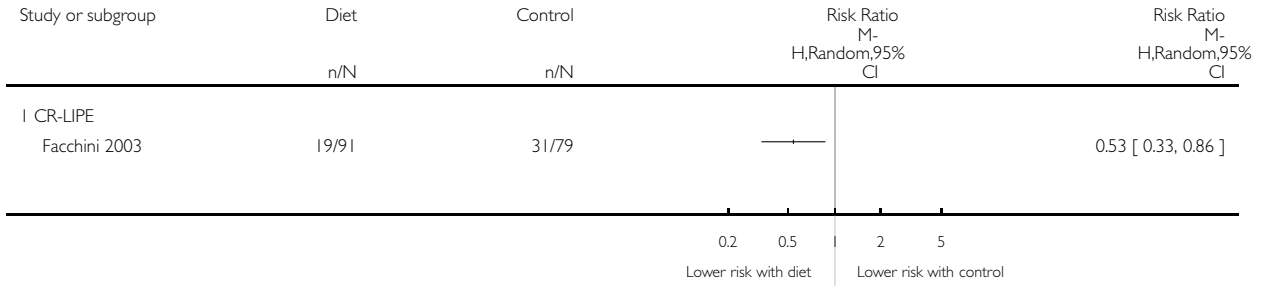 Study or subgroup Diet Control Risk Ratio Risk Ratio
M- M-
H,Random,95% H,Random,95%
n/N n/N CI CI
1 CR-LIPE
Facchini 2003 19/91 31/79 0.53 [ 0.33, 0.86 ]
0.2 0.5 1 2 5
Lower risk with diet Lower risk with control